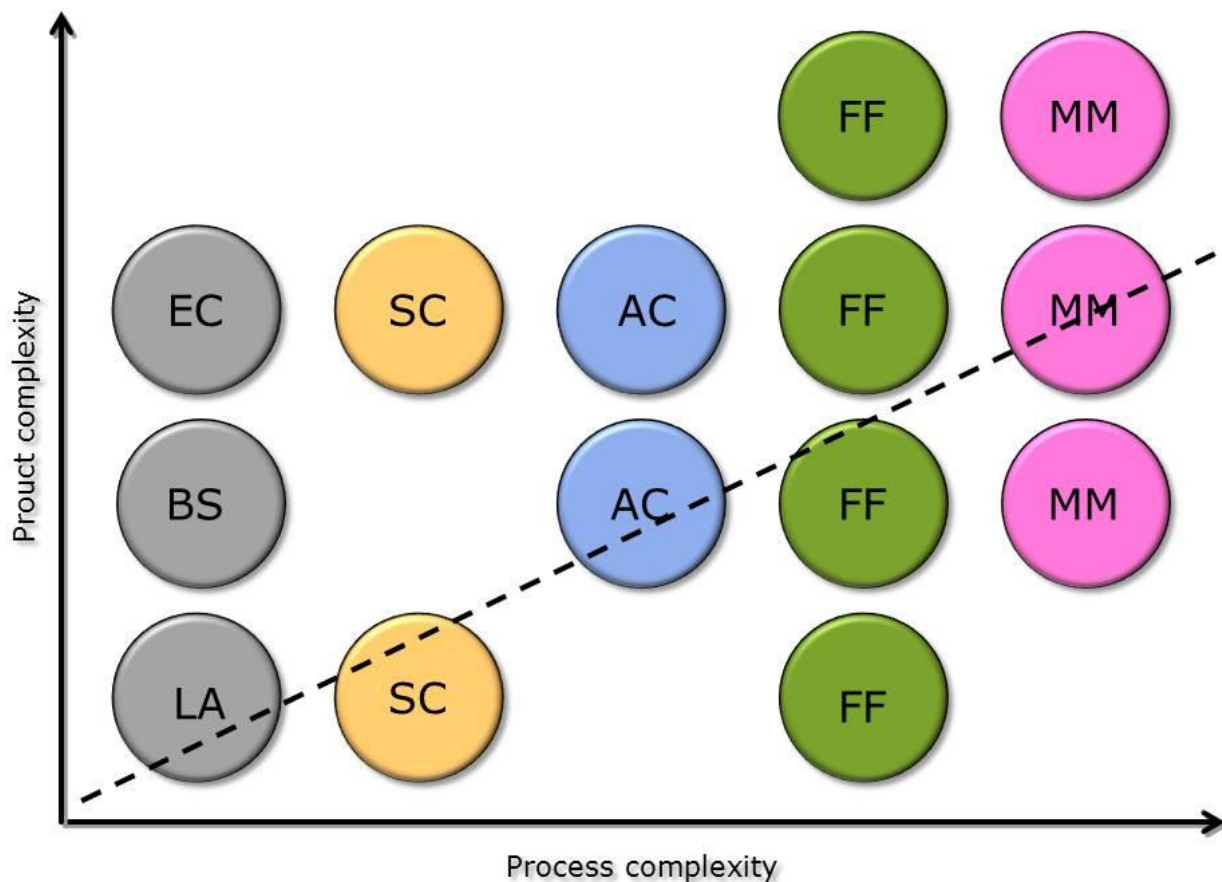 FF MM
EC SC AC FF MM
BS AC FF MM
LA SC FF
Prouct complexity
Process complexity